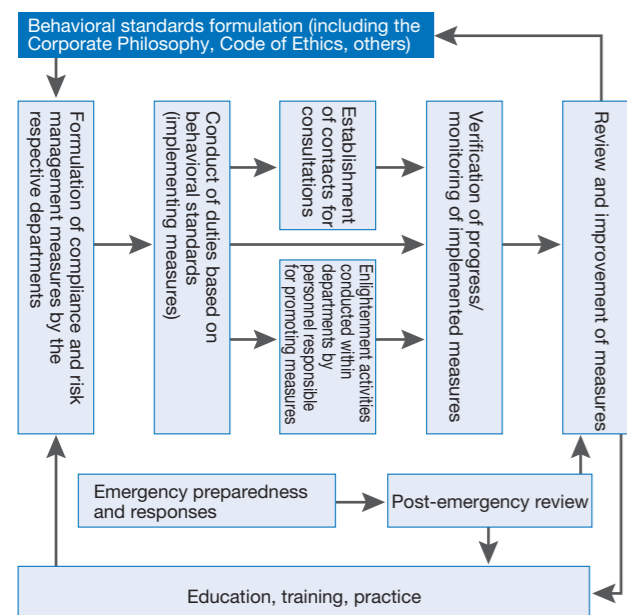 Behavioral standards formulation (including the
Corporate Philosophy, Code of Ethics, others)
Formulation of compliance and risk
management measures by the
respective departments
Conduct of duties based on
behavioral standards
(implementing measures)
Establishment
of contacts for
consultations
Enlightenment activities
conducted within
departments by
personnel responsible
for promoting measures
Verification of progress/
monitoring of implemented measures
Review and improvement of measures
Emergency preparedness
and responses
Post-emergency review
Education, training, practice